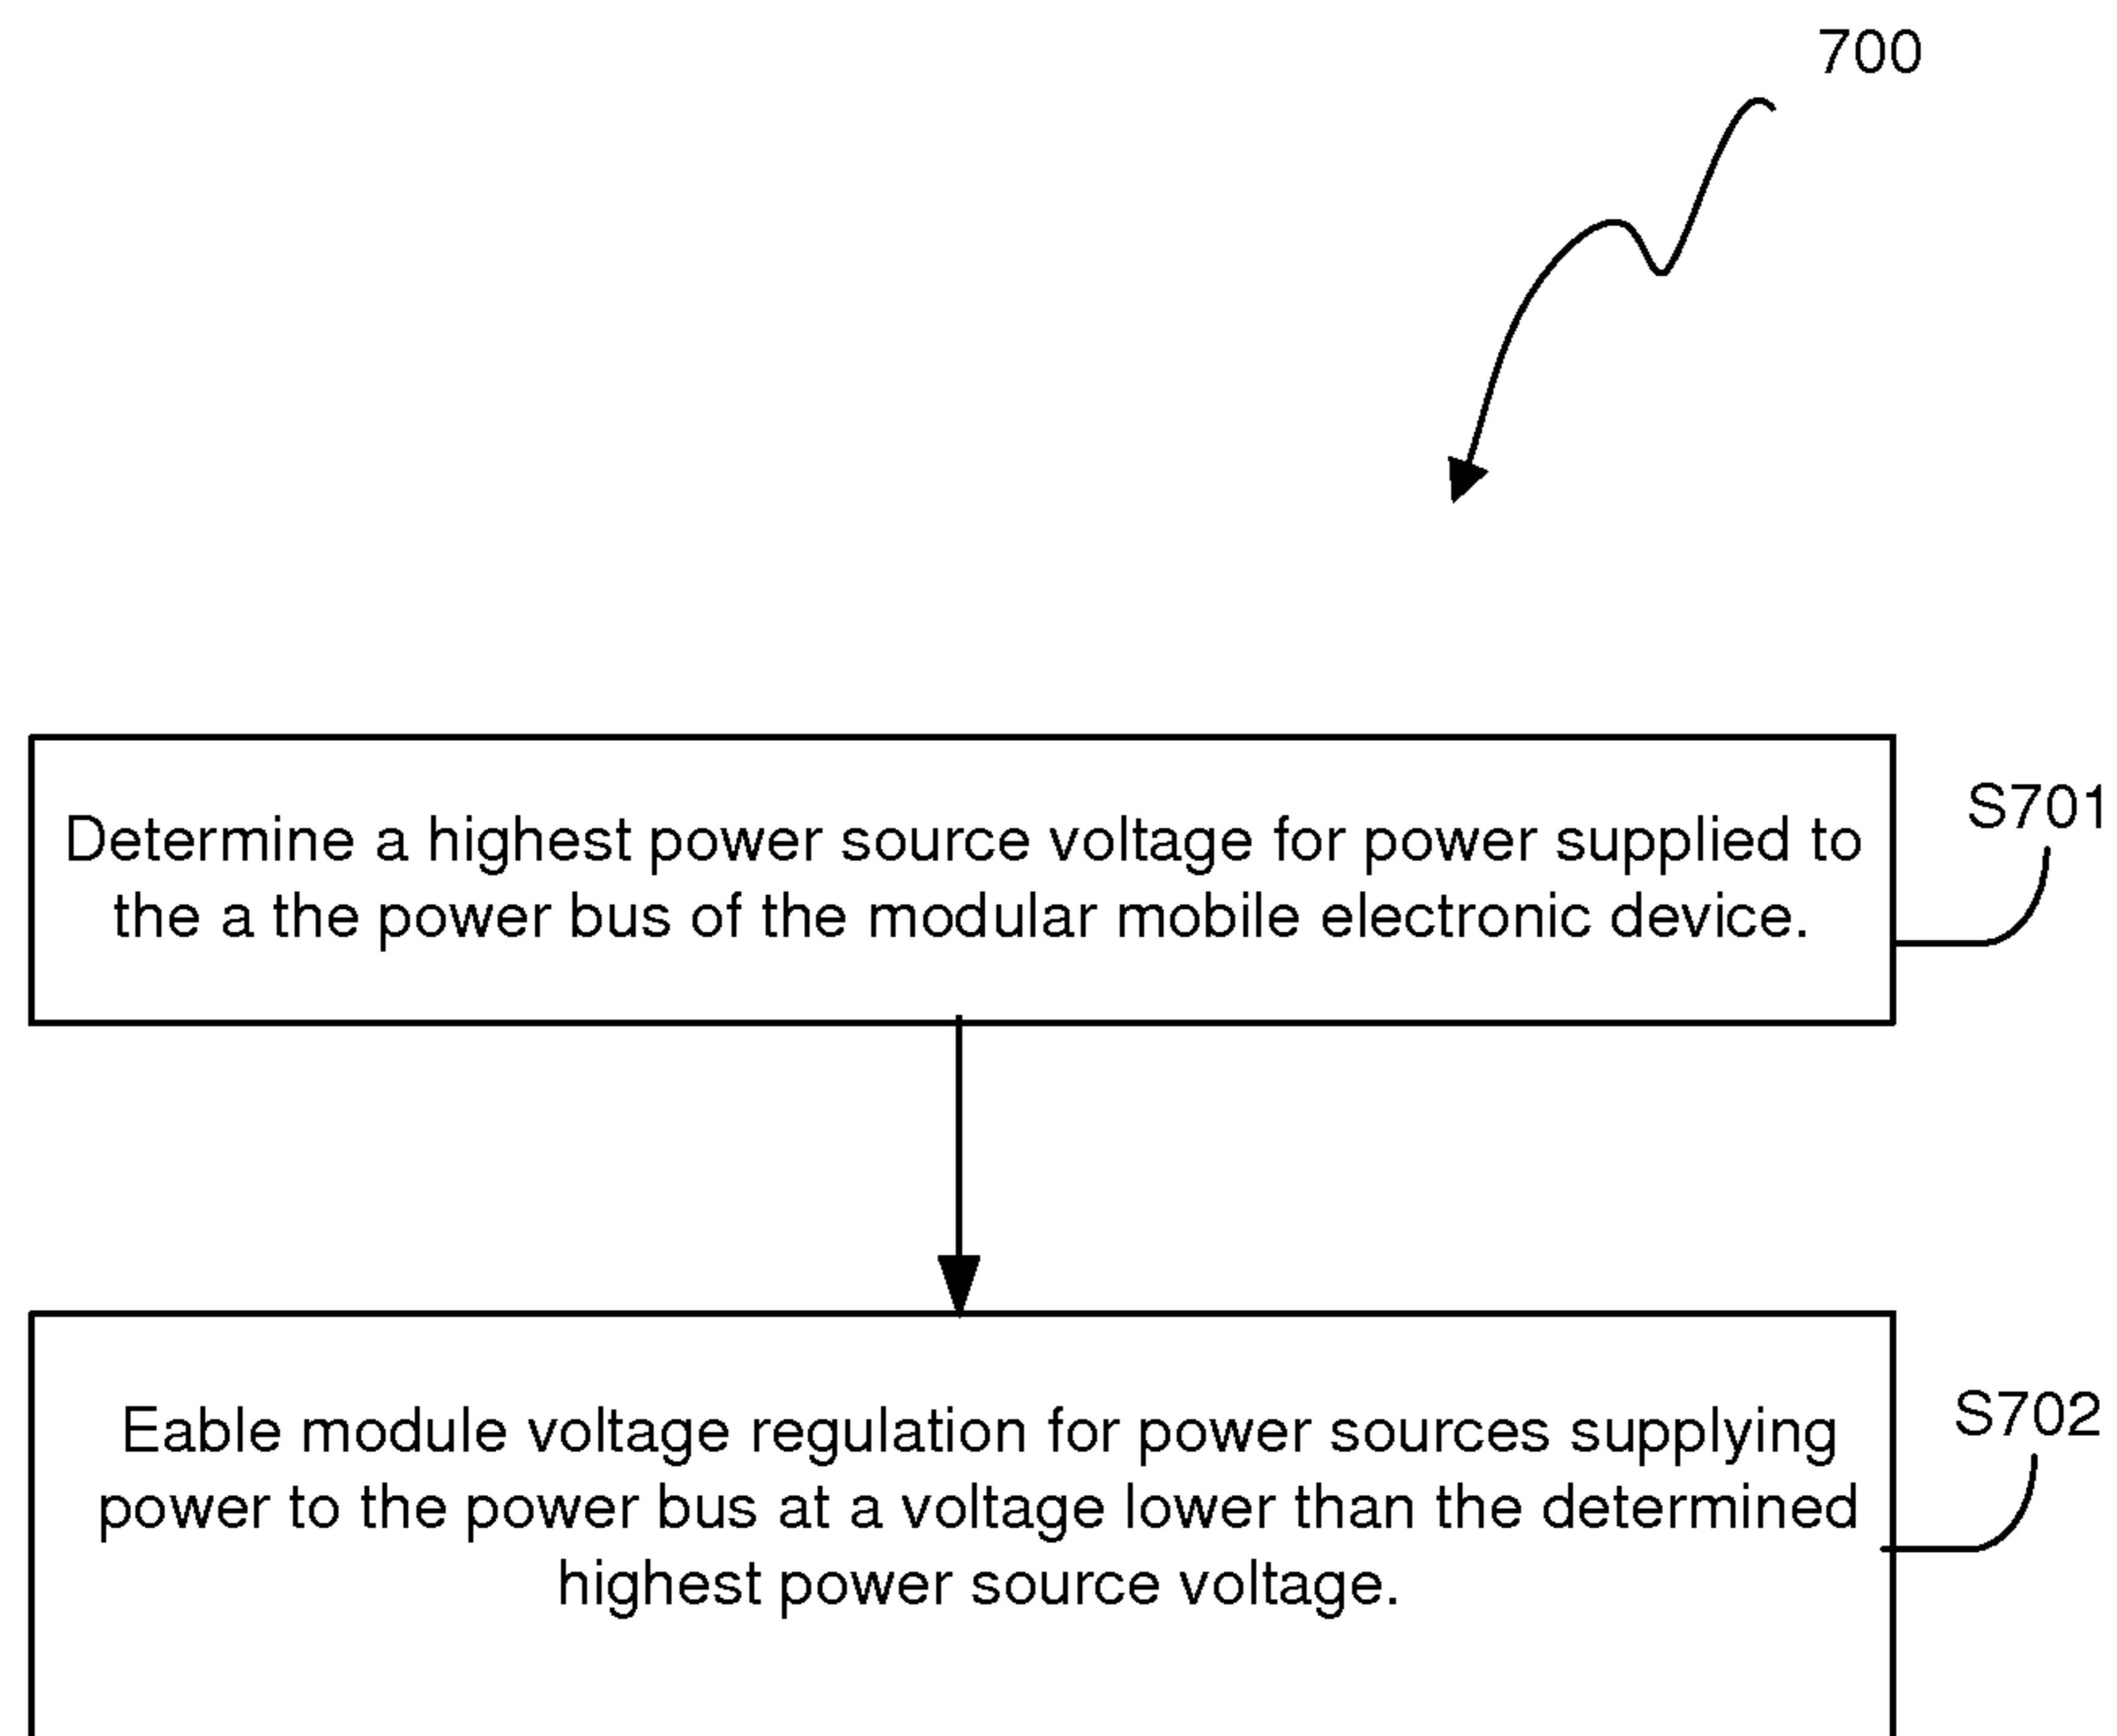 700
Determine a highest power source voltage for power supplied to
the a the power bus of the modular mobile electronic device.
S701
Eable module voltage regulation for power sources supplying
power to the power bus at a voltage lower than the determined
highest power source voltage.
S702